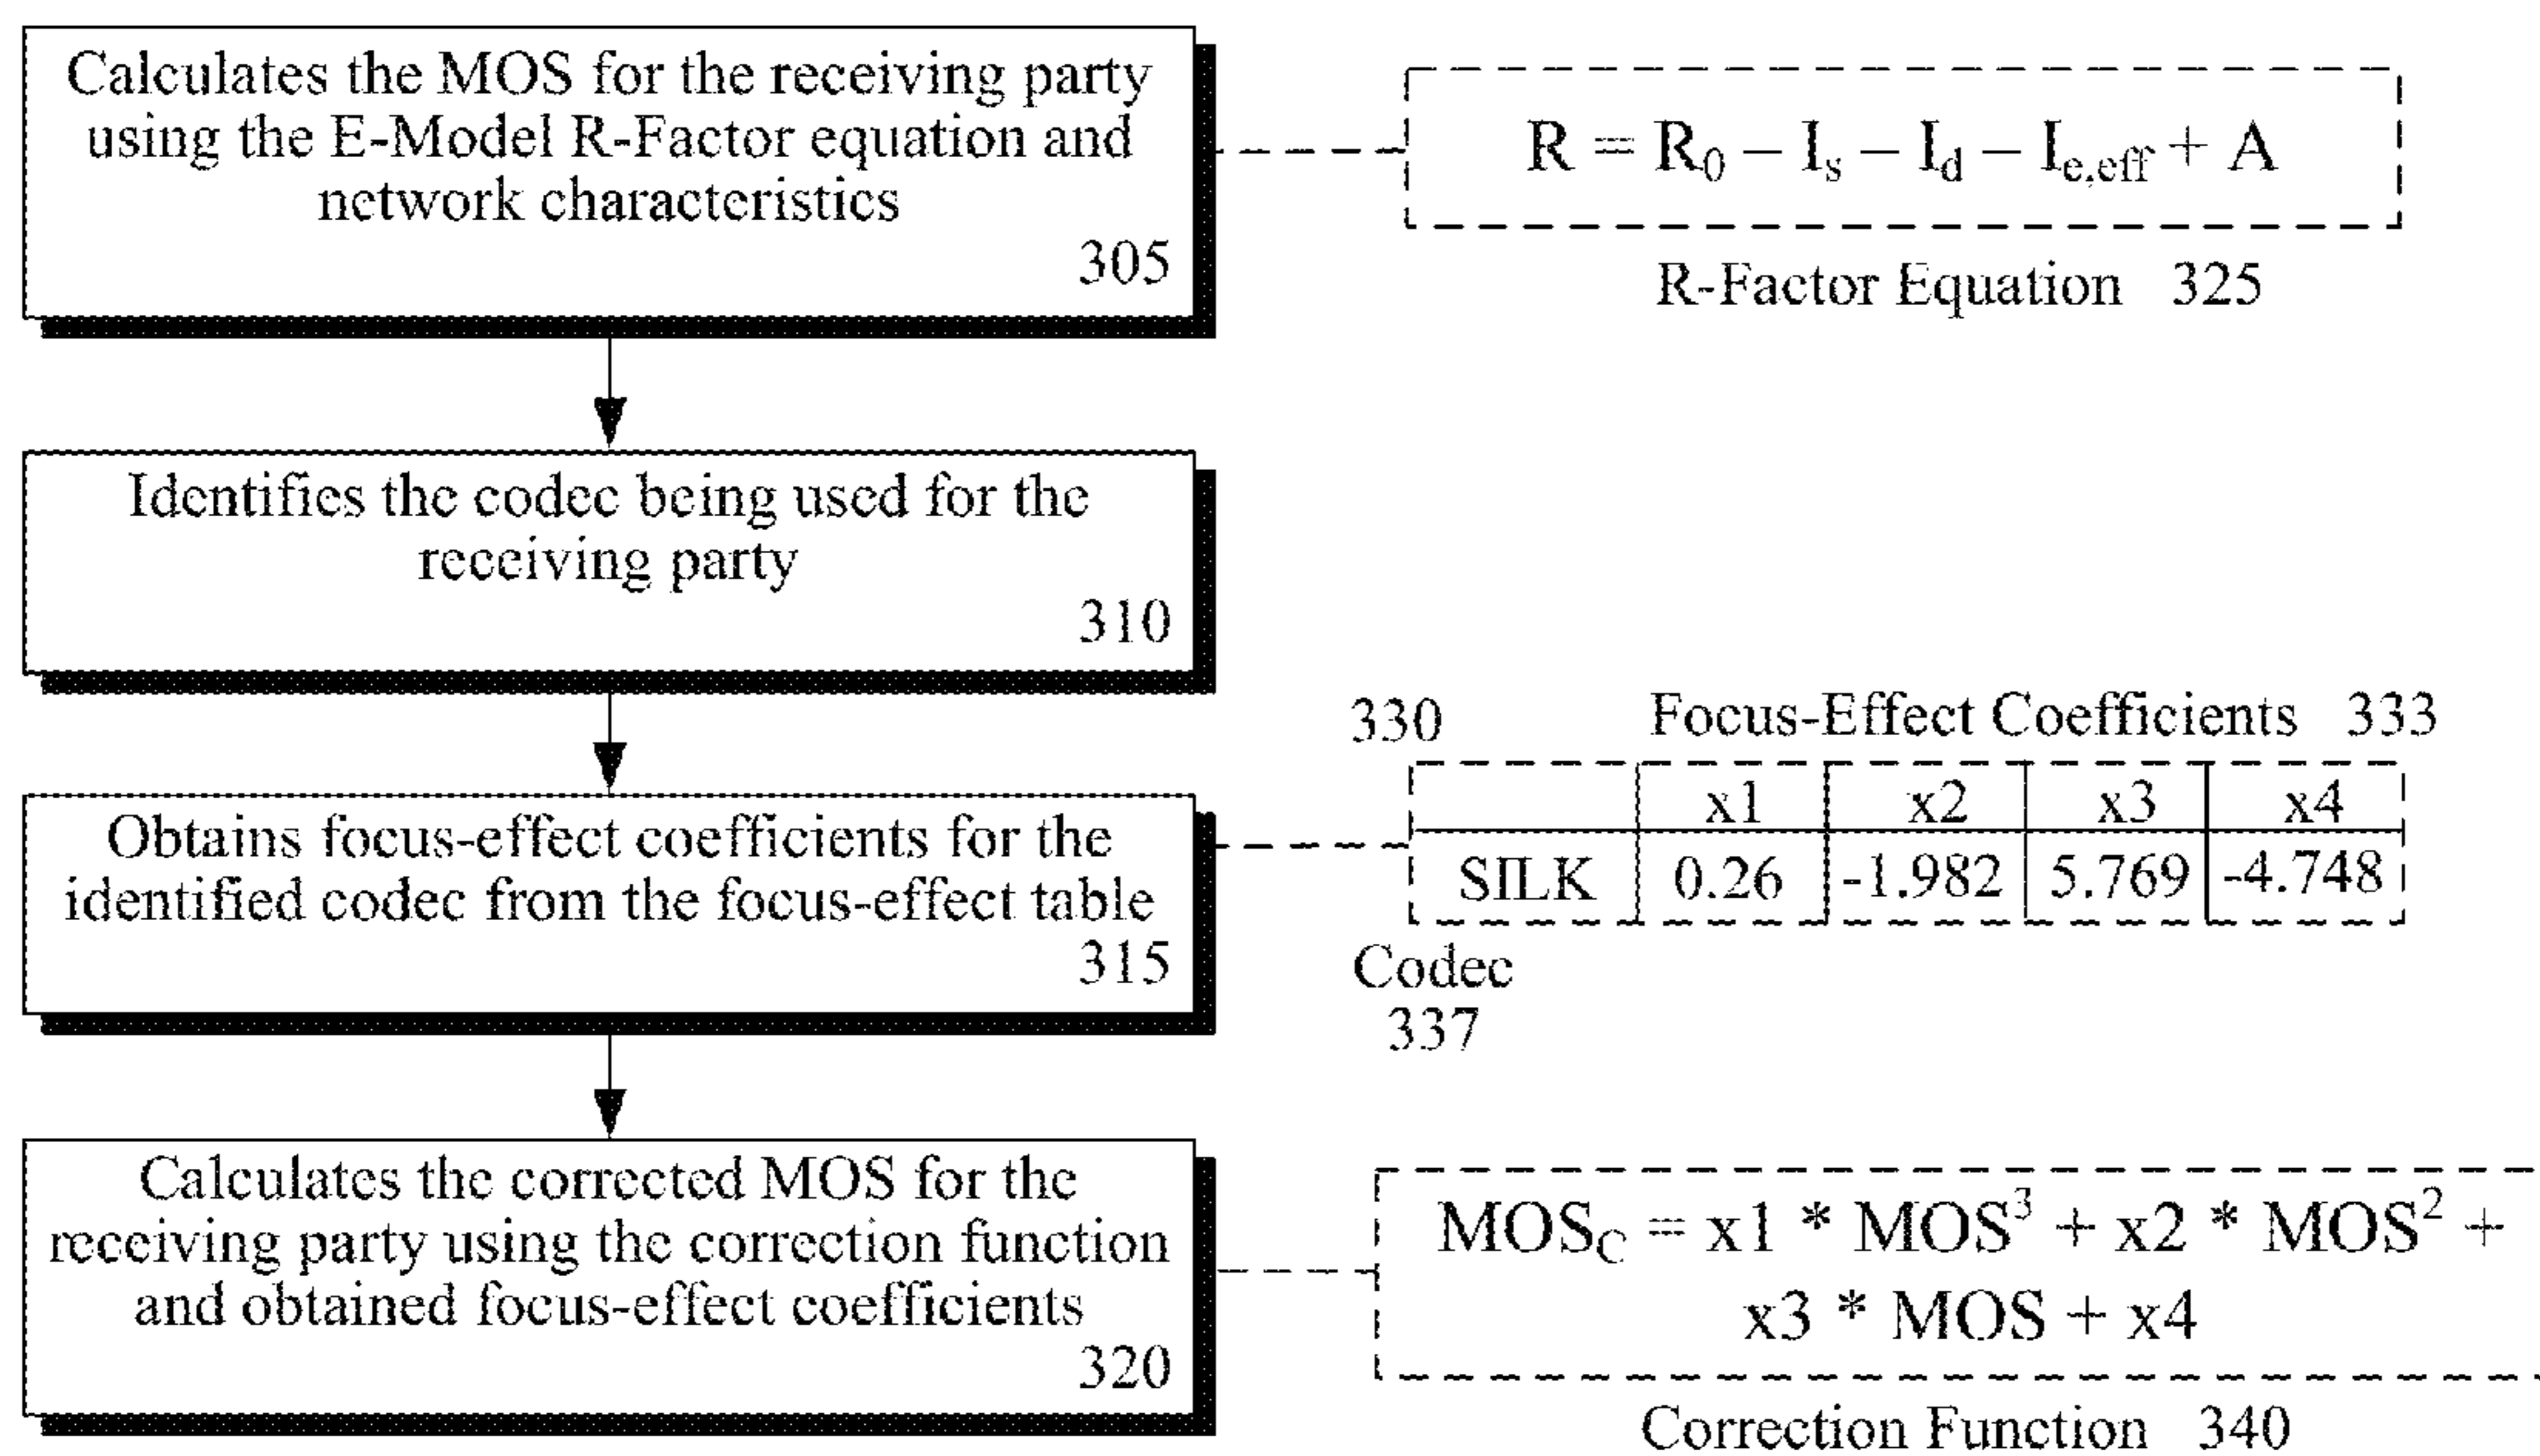 Calculates the MOS for the receiving party
using the E-Model R-Factor equation and
network characteristics
305
R = R₀ – Iₛ – I_d – I_e,eff + A
R-Factor Equation 325
Identifies the codec being used for the
receiving party
310
Obtains focus-effect coefficients for the
identified codec from the focus-effect table
315
330 Focus-Effect Coefficients 333
x1 x2 x3 x4
SILK 0.26 -1.982 5.769 -4.748
Codec
337
Calculates the corrected MOS for the
receiving party using the correction function
and obtained focus-effect coefficients
320
MOS_C = x1 * MOS³ + x2 * MOS² +
x3 * MOS + x4
Correction Function 340